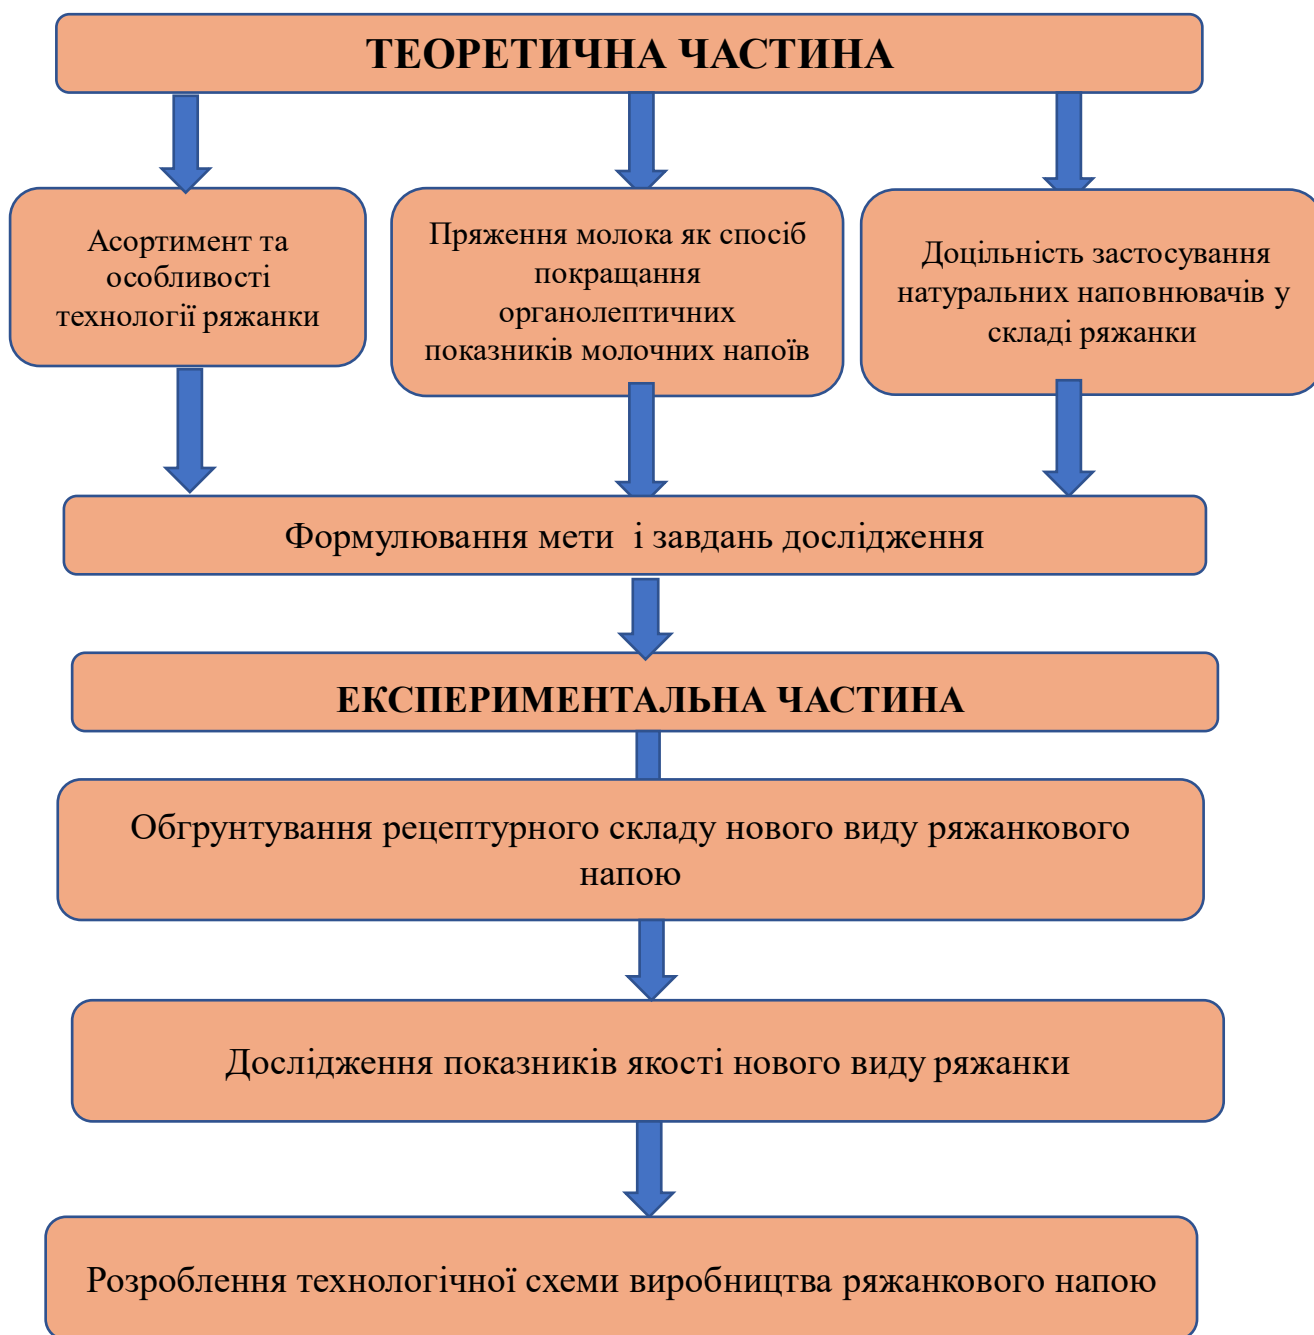 ТЕОРЕТИЧНА ЧАСТИНА
Асортимент та
особливості
технології ряжанки
Пряження молока як спосіб
покращання
органолептичних
показників молочних напоїв
Доцільність застосування
натуральних наповнювачів у
складі ряжанки
Формулювання мети  і завдань дослідження
ЕКСПЕРИМЕНТАЛЬНА ЧАСТИНА
Обгрунтування рецептурного складу нового виду ряжанкового
напою
Дослідження показників якості нового виду ряжанки
Розроблення технологічної схеми виробництва ряжанкового напою